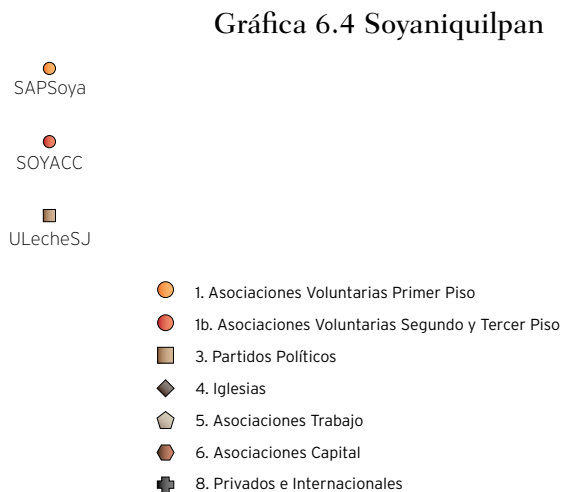 Gráfica 6.4 Soyaniquilpan
SAPSoya
SOYACC
ULecheSJ
1. Asociaciones Voluntarias Primer Piso
1b. Asociaciones Voluntarias Segundo y Tercer Piso
3. Partidos Políticos
4. Iglesias
5. Asociaciones Trabajo
6. Asociaciones Capital
8. Privados e Internacionales